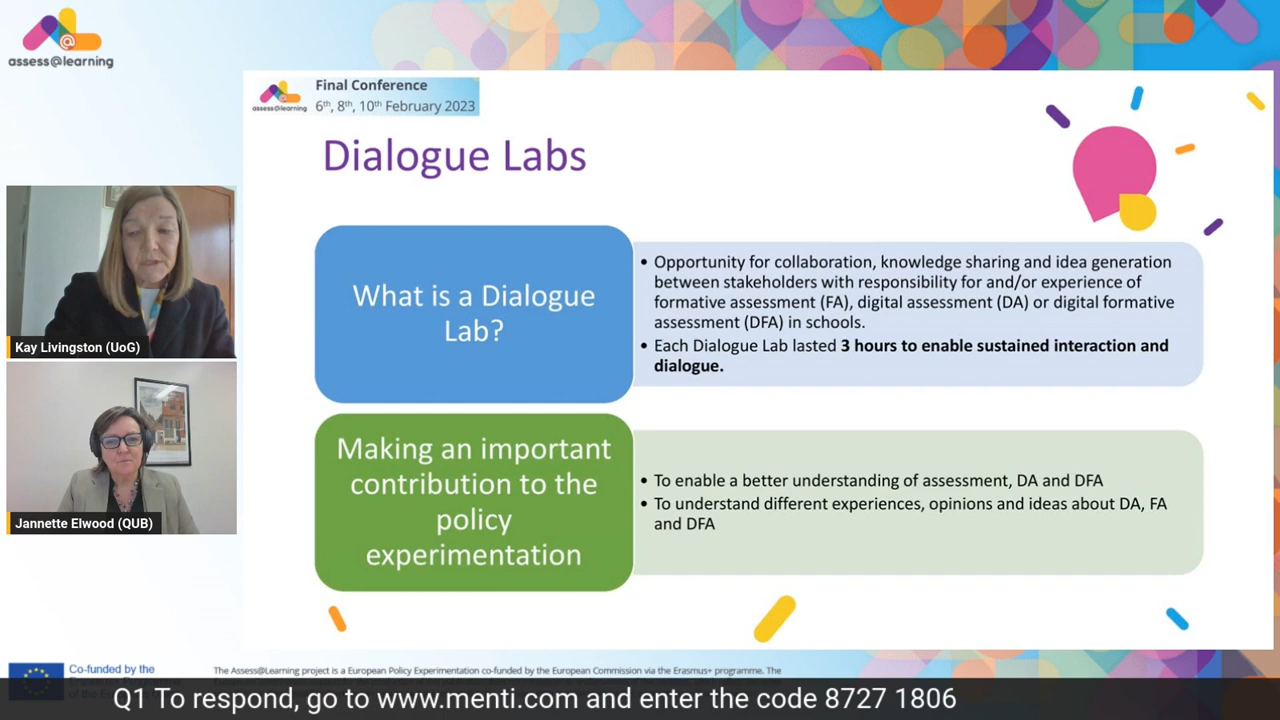 assess@learning
assess@learning
Final Conference
6th, 8th, 10th February 2023
Dialogue Labs
What is a Dialogue
Lab?
• Opportunity for collaboration, knowledge sharing and idea generation
between stakeholders with responsibility for and/or experience of
formative assessment (FA), digital assessment (DA) or digital formative
assessment (DFA) in schools.
• Each Dialogue Lab lasted 3 hours to enable sustained interaction and
dialogue.
Making an important
contribution to the
policy
experimentation
• To enable a better understanding of assessment, DA and DFA
• To understand different experiences, opinions and ideas about DA, FA
and DFA
Kay Livingston (UoG)
Jannette Elwood (QUB)
Co-funded by the
The Assess@Learning project is a European Policy Experimentation co-funded by the European Commission via the Erasmus+ programme. The
Q1 To respond, go to www.menti.com and enter the code 8727 1806